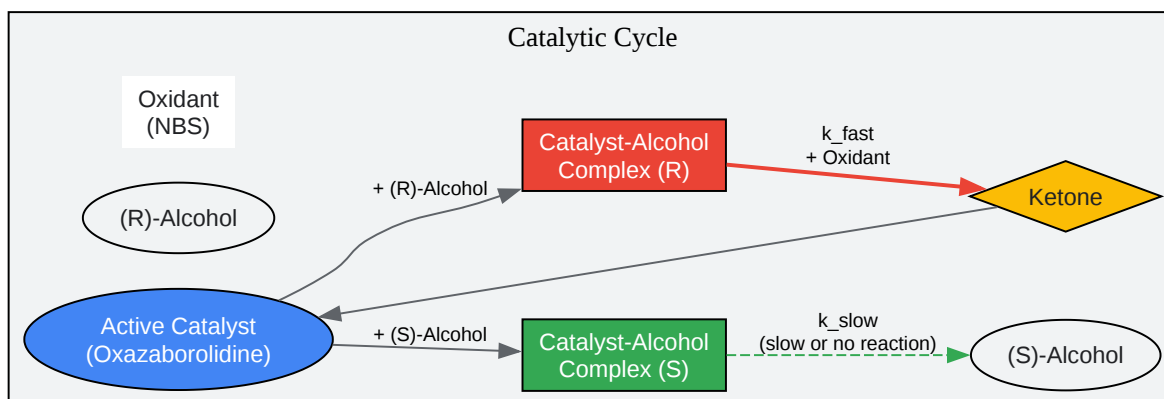 Catalytic Cycle
Oxidant
(NBS)
(R)-Alcohol
Active Catalyst
(Oxazaborolidine)
+ (R)-Alcohol
+ (S)-Alcohol
Catalyst-Alcohol
Complex (R)
Catalyst-Alcohol
Complex (S)
k_fast
+ Oxidant
k_slow
(slow or no reaction)
Ketone
(S)-Alcohol